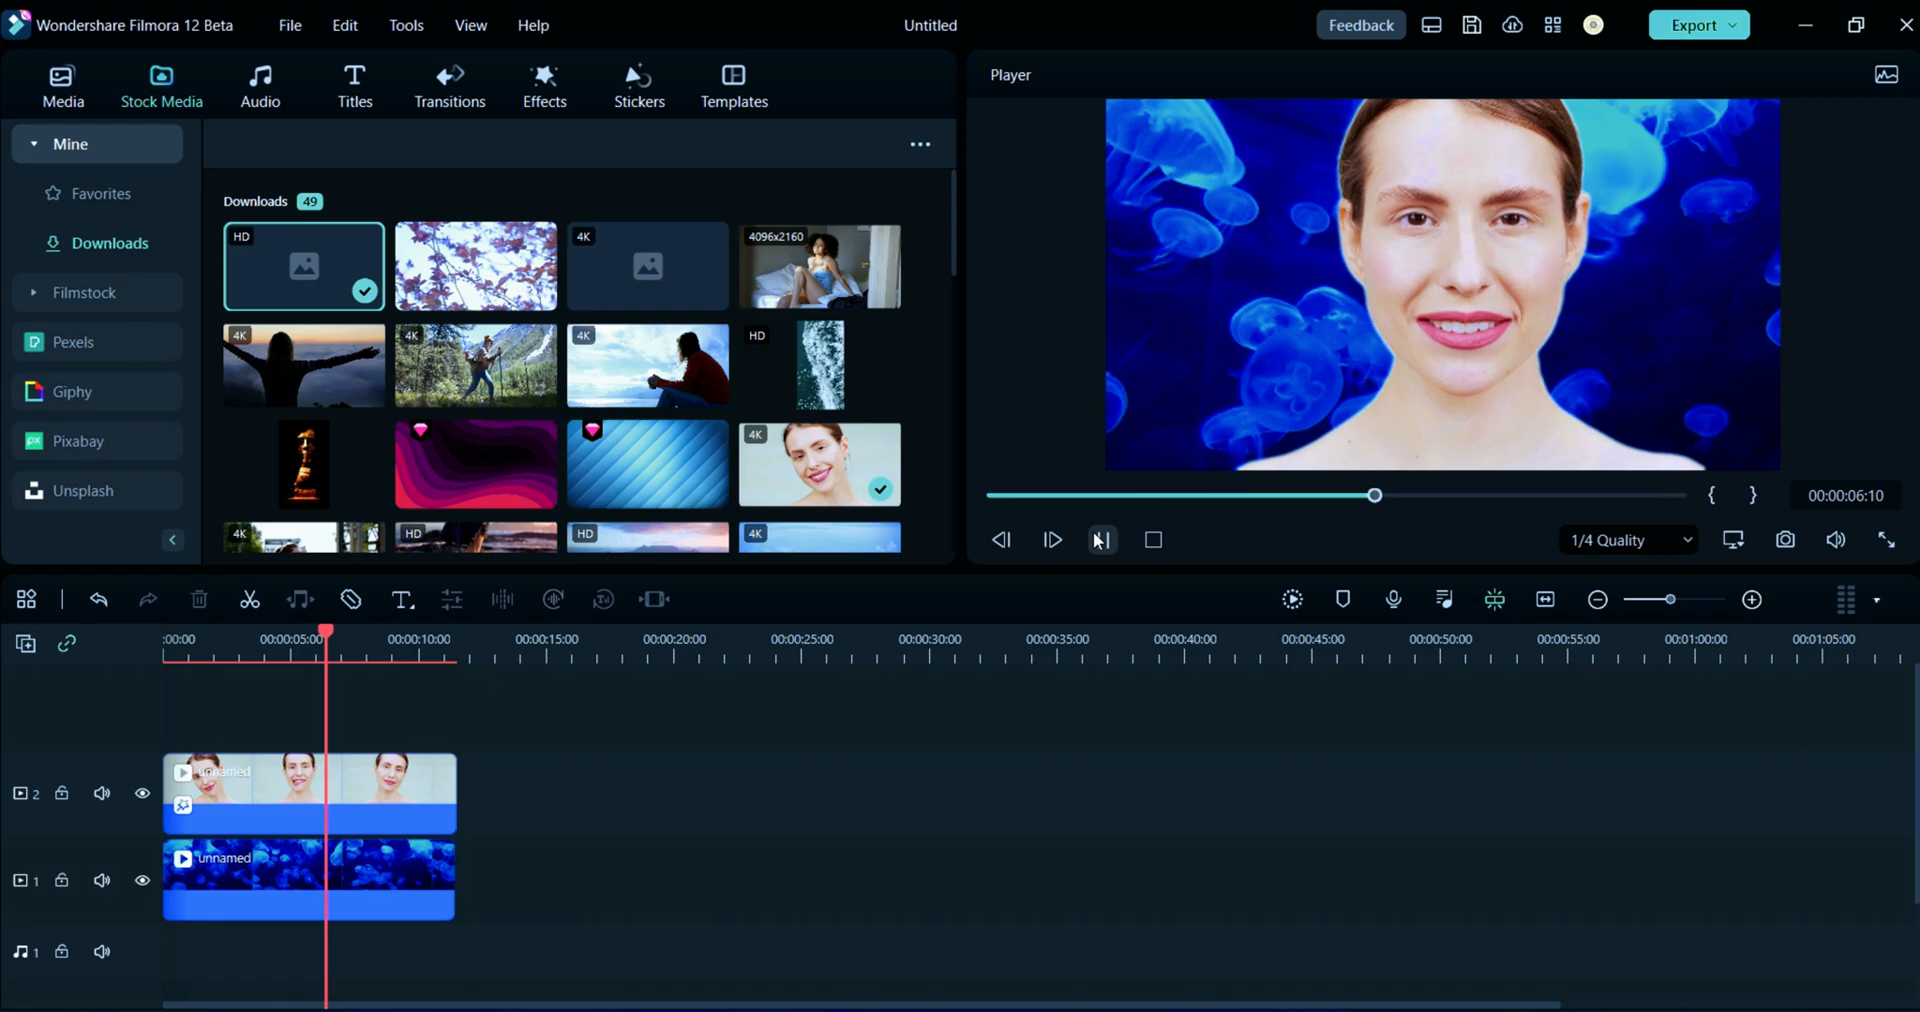 Wondershare Filmora 12 Beta File Edit Tools View Help Untitled Feedback Export
Media Stock Media Audio Titles Transitions Effects Stickers Templates
Player
Mine
Favorites
Downloads
Filmstock
Pexels
Giphy
px Pixabay
Unsplash
Downloads 49
HD 4K 4096x2160
4K 4K 4K HD
4K
4K HD HD 4K
{ } 00:00:06:10
1/4 Quality
:00:00 00:00:05:00 00:00:10:00 00:00:15:00 00:00:20:00 00:00:25:00 00:00:30:00 00:00:35:00 00:00:40:00 00:00:45:00 00:00:50:00 00:00:55:00 00:01:00:00 00:01:05:00
unnamed
2
unnamed
1
1